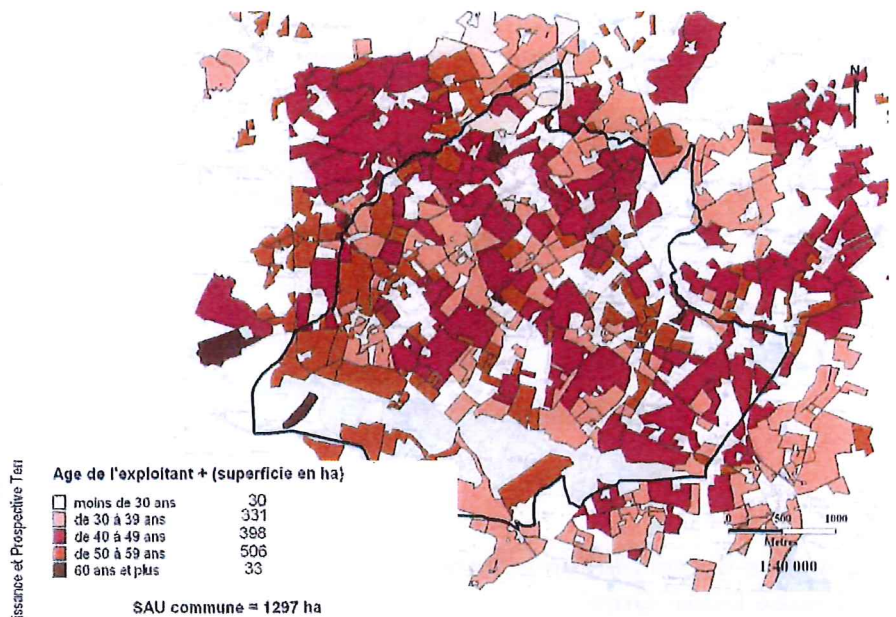 N
issance et Prospective Terr
Age de l'exploitant + (superficie en ha)
moins de 30 ans 30
de 30 à 39 ans 331
de 40 à 49 ans 398
de 50 à 59 ans 506
60 ans et plus 33
SAU commune = 1297 ha
0 500 1000
Mètres
1:40 000